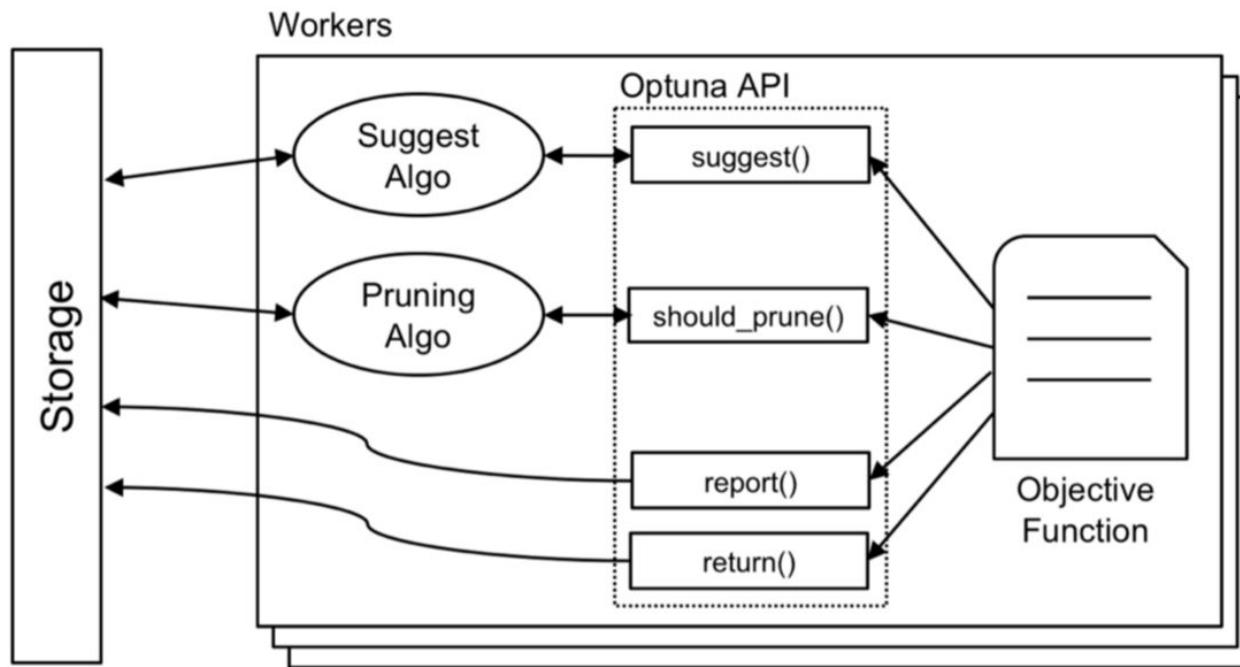 Workers
Optuna API
Suggest
Algo
suggest()
Storage
Pruning
Algo
should_prune()
report()
return()
Objective
Function